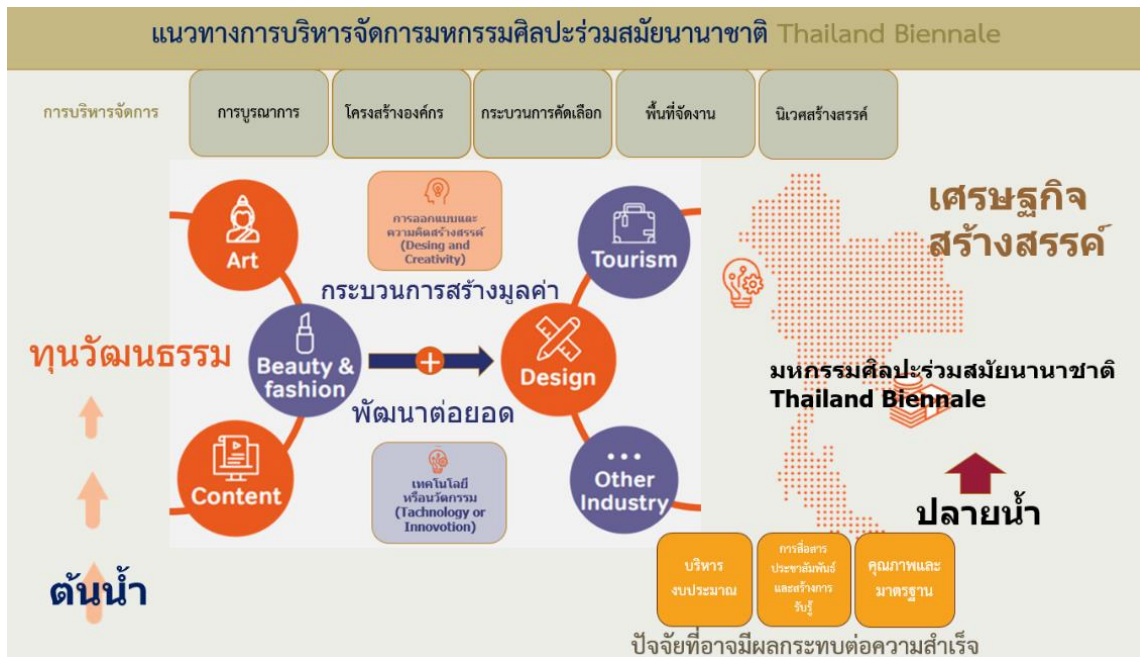 แนวทางการบริหารจัดการมหกรรมศิลปะร่วมสมัยนานาชาติ Thailand Biennale
การบริหารจัดการ
การบูรณาการ
โครงสร้างองค์กร
กระบวนการคัดเลือก
พื้นที่จัดงาน
นิเวศสร้างสรรค์
Art
การออกแบบและ
ความคิดสร้างสรรค์
(Desing and
Creativity)
Tourism
เศรษฐกิจ
สร้างสรรค์
กระบวนการสร้างมูลค่า
ทุนวัฒนธรรม
Beauty &
fashion
Design
มหกรรมศิลปะร่วมสมัยนานาชาติ
Thailand Biennale
พัฒนาต่อยอด
Content
เทคโนโลยี
หรือนวัตกรรม
(Tachnology or
Innovotion)
Other
Industry
ปลายน้ำ
ต้นน้ำ
บริหาร
งบประมาณ
การสื่อสาร
ประชาสัมพันธ์
และสร้างการ
รับรู้
คุณภาพและ
มาตรฐาน
ปัจจัยที่อาจมีผลกระทบต่อความสำเร็จ